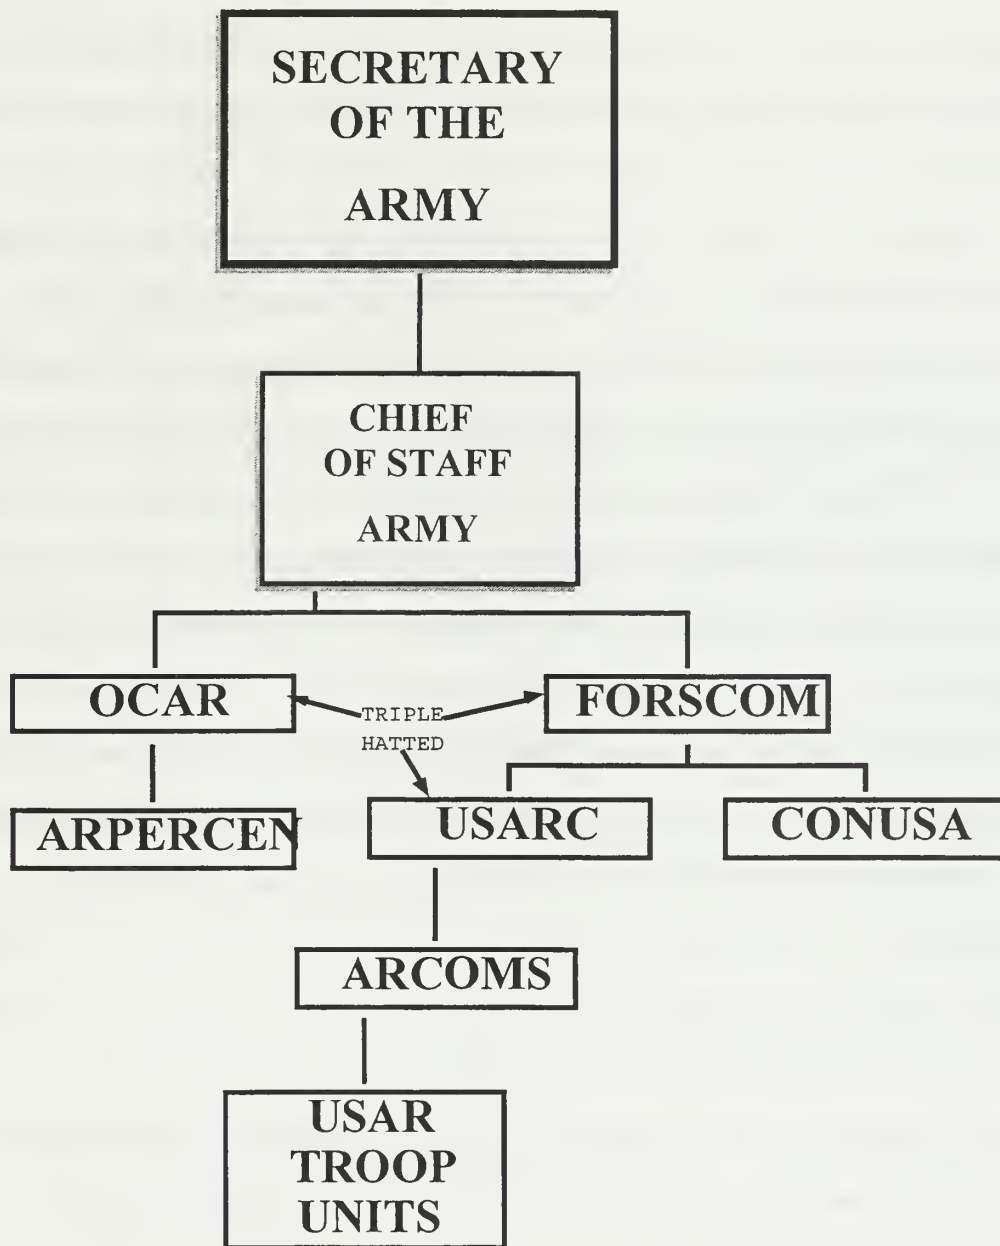 SECRETARY
OF THE
ARMY
CHIEF
OF STAFF
ARMY
OCAR
TRIPLE
HATTED
FORSCOM
ARPERCEN
USARC
CONUSA
ARCOMS
USAR
TROOP
UNITS